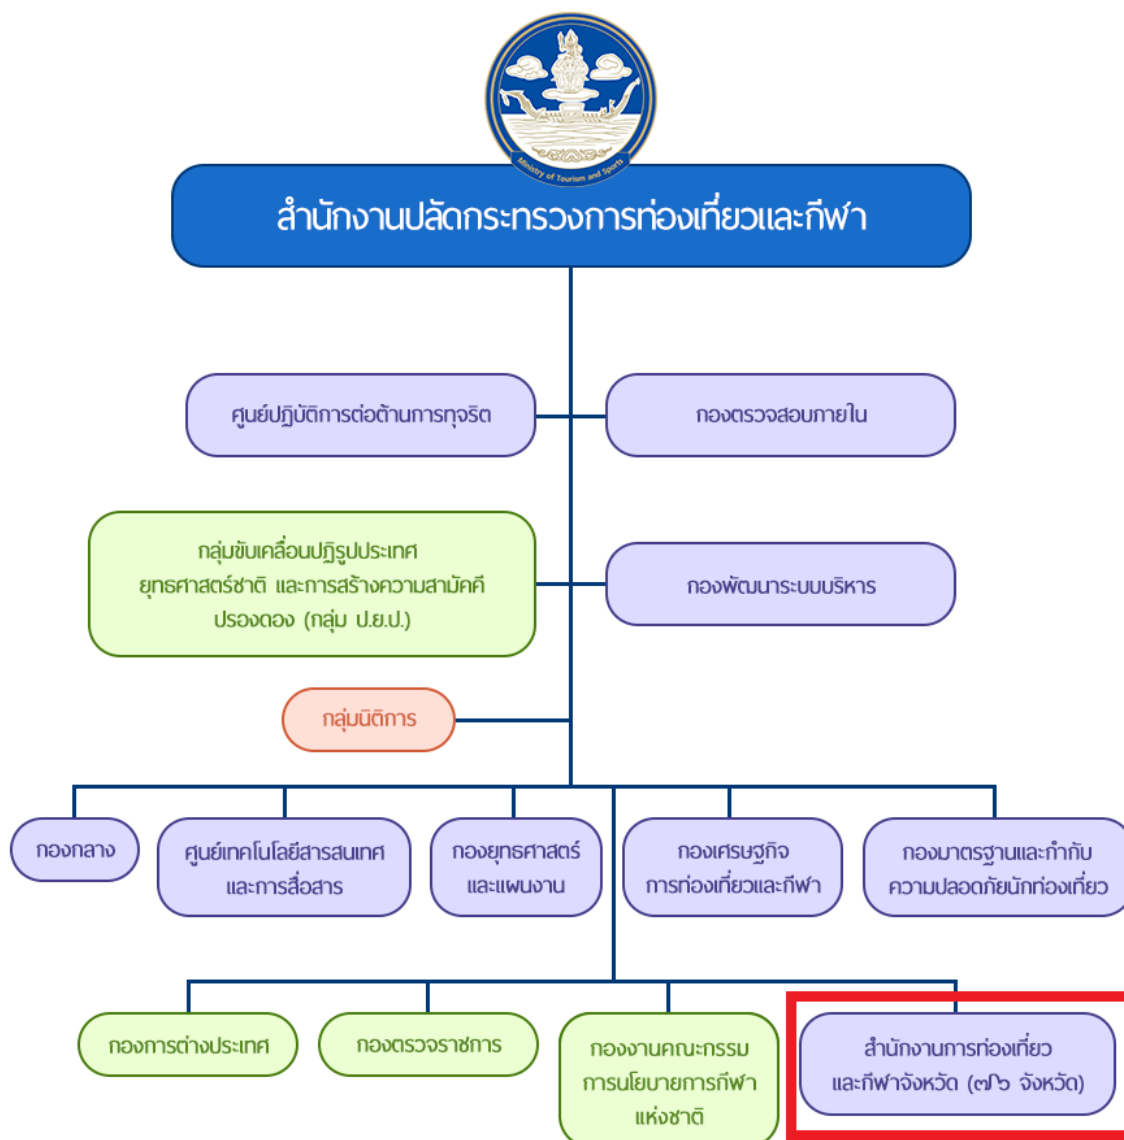 Ministry of Tourism and Sports
สำนักงานปลัดกระทรวงการท่องเที่ยวและกีฬา
ศูนย์ปฏิบัติการต่อต้านการทุจริต
กองตรวจสอบภายใน
กลุ่มขับเคลื่อนปฏิรูปประเทศ
ยุทธศาสตร์ชาติ และการสร้างความสามัคคี
ปรองดอง (กลุ่ม ป.ย.ป.)
กองพัฒนาระบบบริหาร
กลุ่มนิติการ
กองกลาง
ศูนย์เทคโนโลยีสารสนเทศ
และการสื่อสาร
กองยุทธศาสตร์
และแผนงาน
กองเศรษฐกิจ
การท่องเที่ยวและกีฬา
กองมาตรฐานและกำกับ
ความปลอดภัยนักท่องเที่ยว
กองการต่างประเทศ
กองตรวจราชการ
กองงานคณะกรรม
การนโยบายการกีฬา
แห่งชาติ
สำนักงานการท่องเที่ยว
และกีฬาจังหวัด (๗๖ จังหวัด)